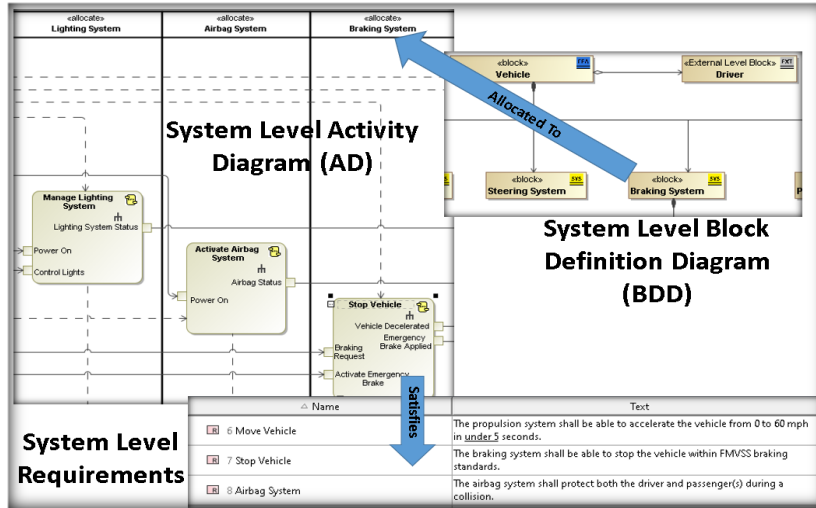 «allocate»
Lighting System
«allocate»
Airbag System
«allocate»
Braking System
«block»
Vehicle
EFA
«External Level Block»
Driver
EXT
Allocated To
System Level Activity
Diagram (AD)
«block»
Steering System
SYS
«block»
Braking System
SYS
P
System Level Block
Definition Diagram
(BDD)
Manage Lighting
System
Lighting System Status
Power On
Control Lights
Activate Airbag
System
Airbag Status
Power On
Stop Vehicle
Vehicle Decelerated
Emergency
Brake Applied
Braking
Request
Activate Emergency
Brake
Satisfies
System Level
Requirements
Name
Text
R 6 Move Vehicle
The propulsion system shall be able to accelerate the vehicle from 0 to 60 mph
in under 5 seconds.
R 7 Stop Vehicle
The braking system shall be able to stop the vehicle within FMVSS braking
standards.
R 8 Airbag System
The airbag system shall protect both the driver and passenger(s) during a
collision.